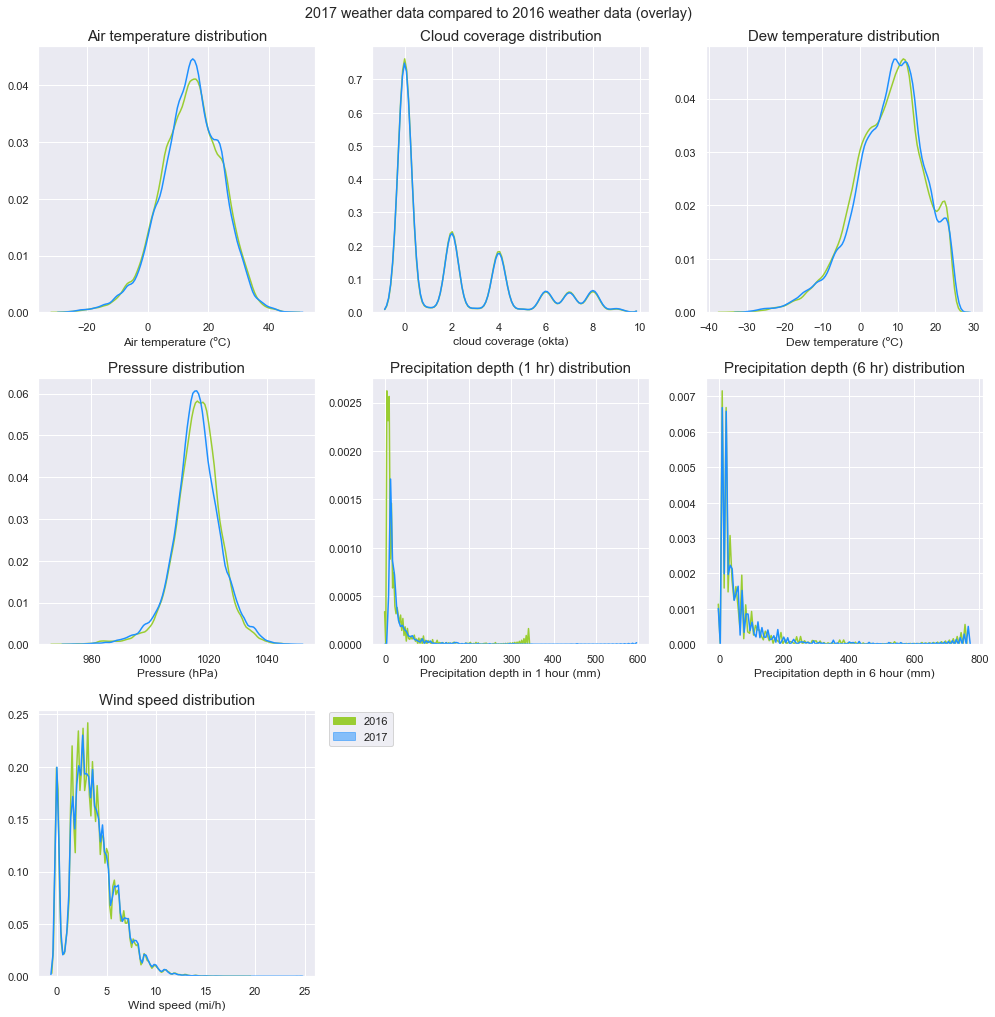 2017 weather data compared to 2016 weather data (overlay)
Air temperature distribution
0.04
0.03
0.02
0.01
0.00
−20 0 20 40
Air temperature (°C)
Cloud coverage distribution
0.7
0.6
0.5
0.4
0.3
0.2
0.1
0.0
0 2 4 6 8 10
cloud coverage (okta)
Dew temperature distribution
0.04
0.03
0.02
0.01
0.00
−40 −30 −20 −10 0 10 20 30
Dew temperature (°C)
Pressure distribution
0.06
0.05
0.04
0.03
0.02
0.01
0.00
980 1000 1020 1040
Pressure (hPa)
Precipitation depth (1 hr) distribution
0.0025
0.0020
0.0015
0.0010
0.0005
0.0000
0 100 200 300 400 500 600
Precipitation depth in 1 hour (mm)
Precipitation depth (6 hr) distribution
0.007
0.006
0.005
0.004
0.003
0.002
0.001
0.000
0 200 400 600 800
Precipitation depth in 6 hour (mm)
Wind speed distribution
0.25
0.20
0.15
0.10
0.05
0.00
0 5 10 15 20 25
Wind speed (mi/h)
2016
2017